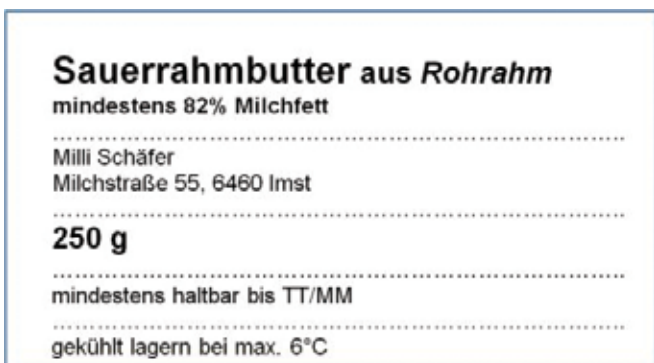 Sauerrahmbutter aus Rohrahm
mindestens 82% Milchfett
Milli Schäfer
Milchstraße 55, 6460 Imst
250 g
mindestens haltbar bis TT/MM
gekühlt lagern bei max. 6°C